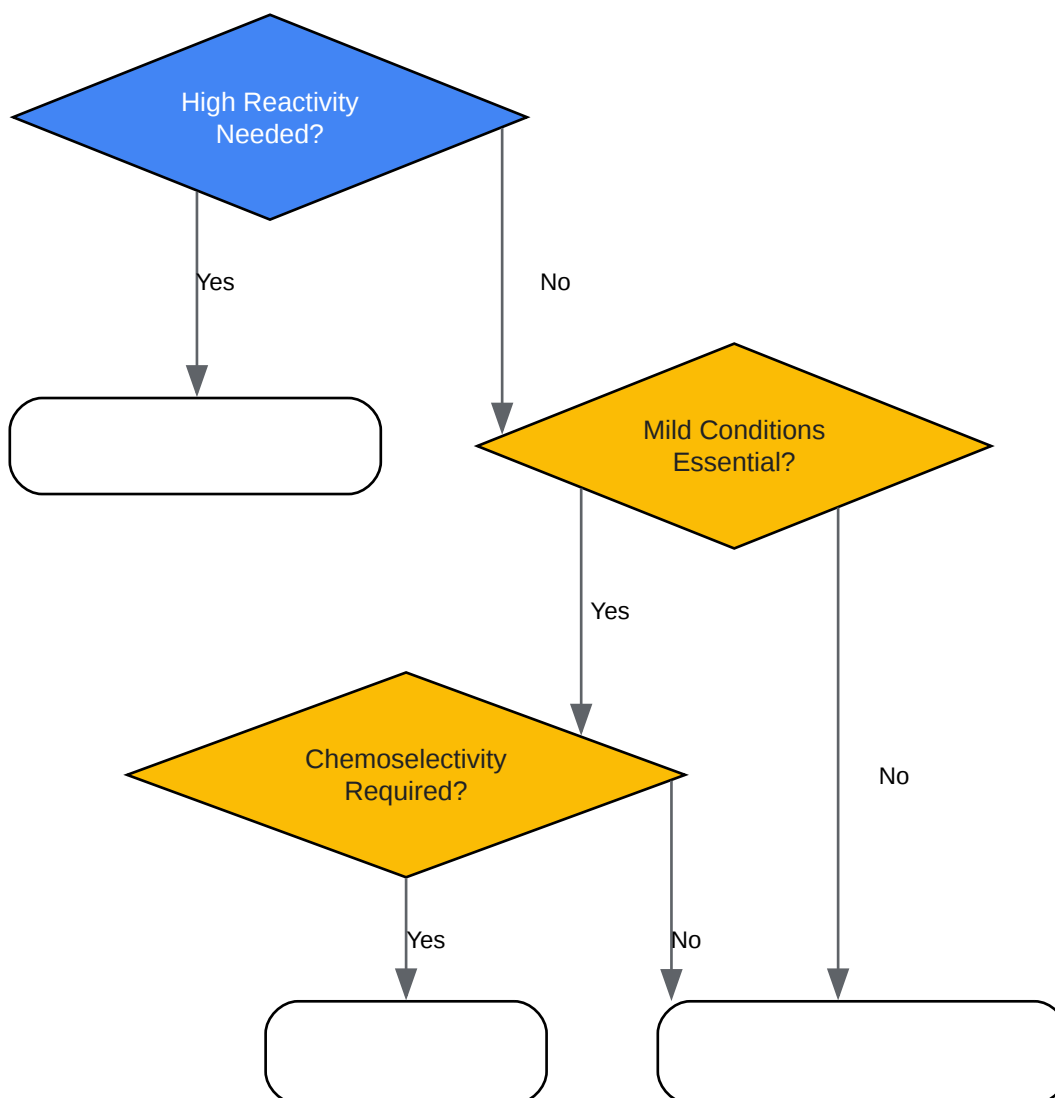 High Reactivity
Needed?
Yes
No
Mild Conditions
Essential?
Yes
Chemoselectivity
Required?
No
Yes
No